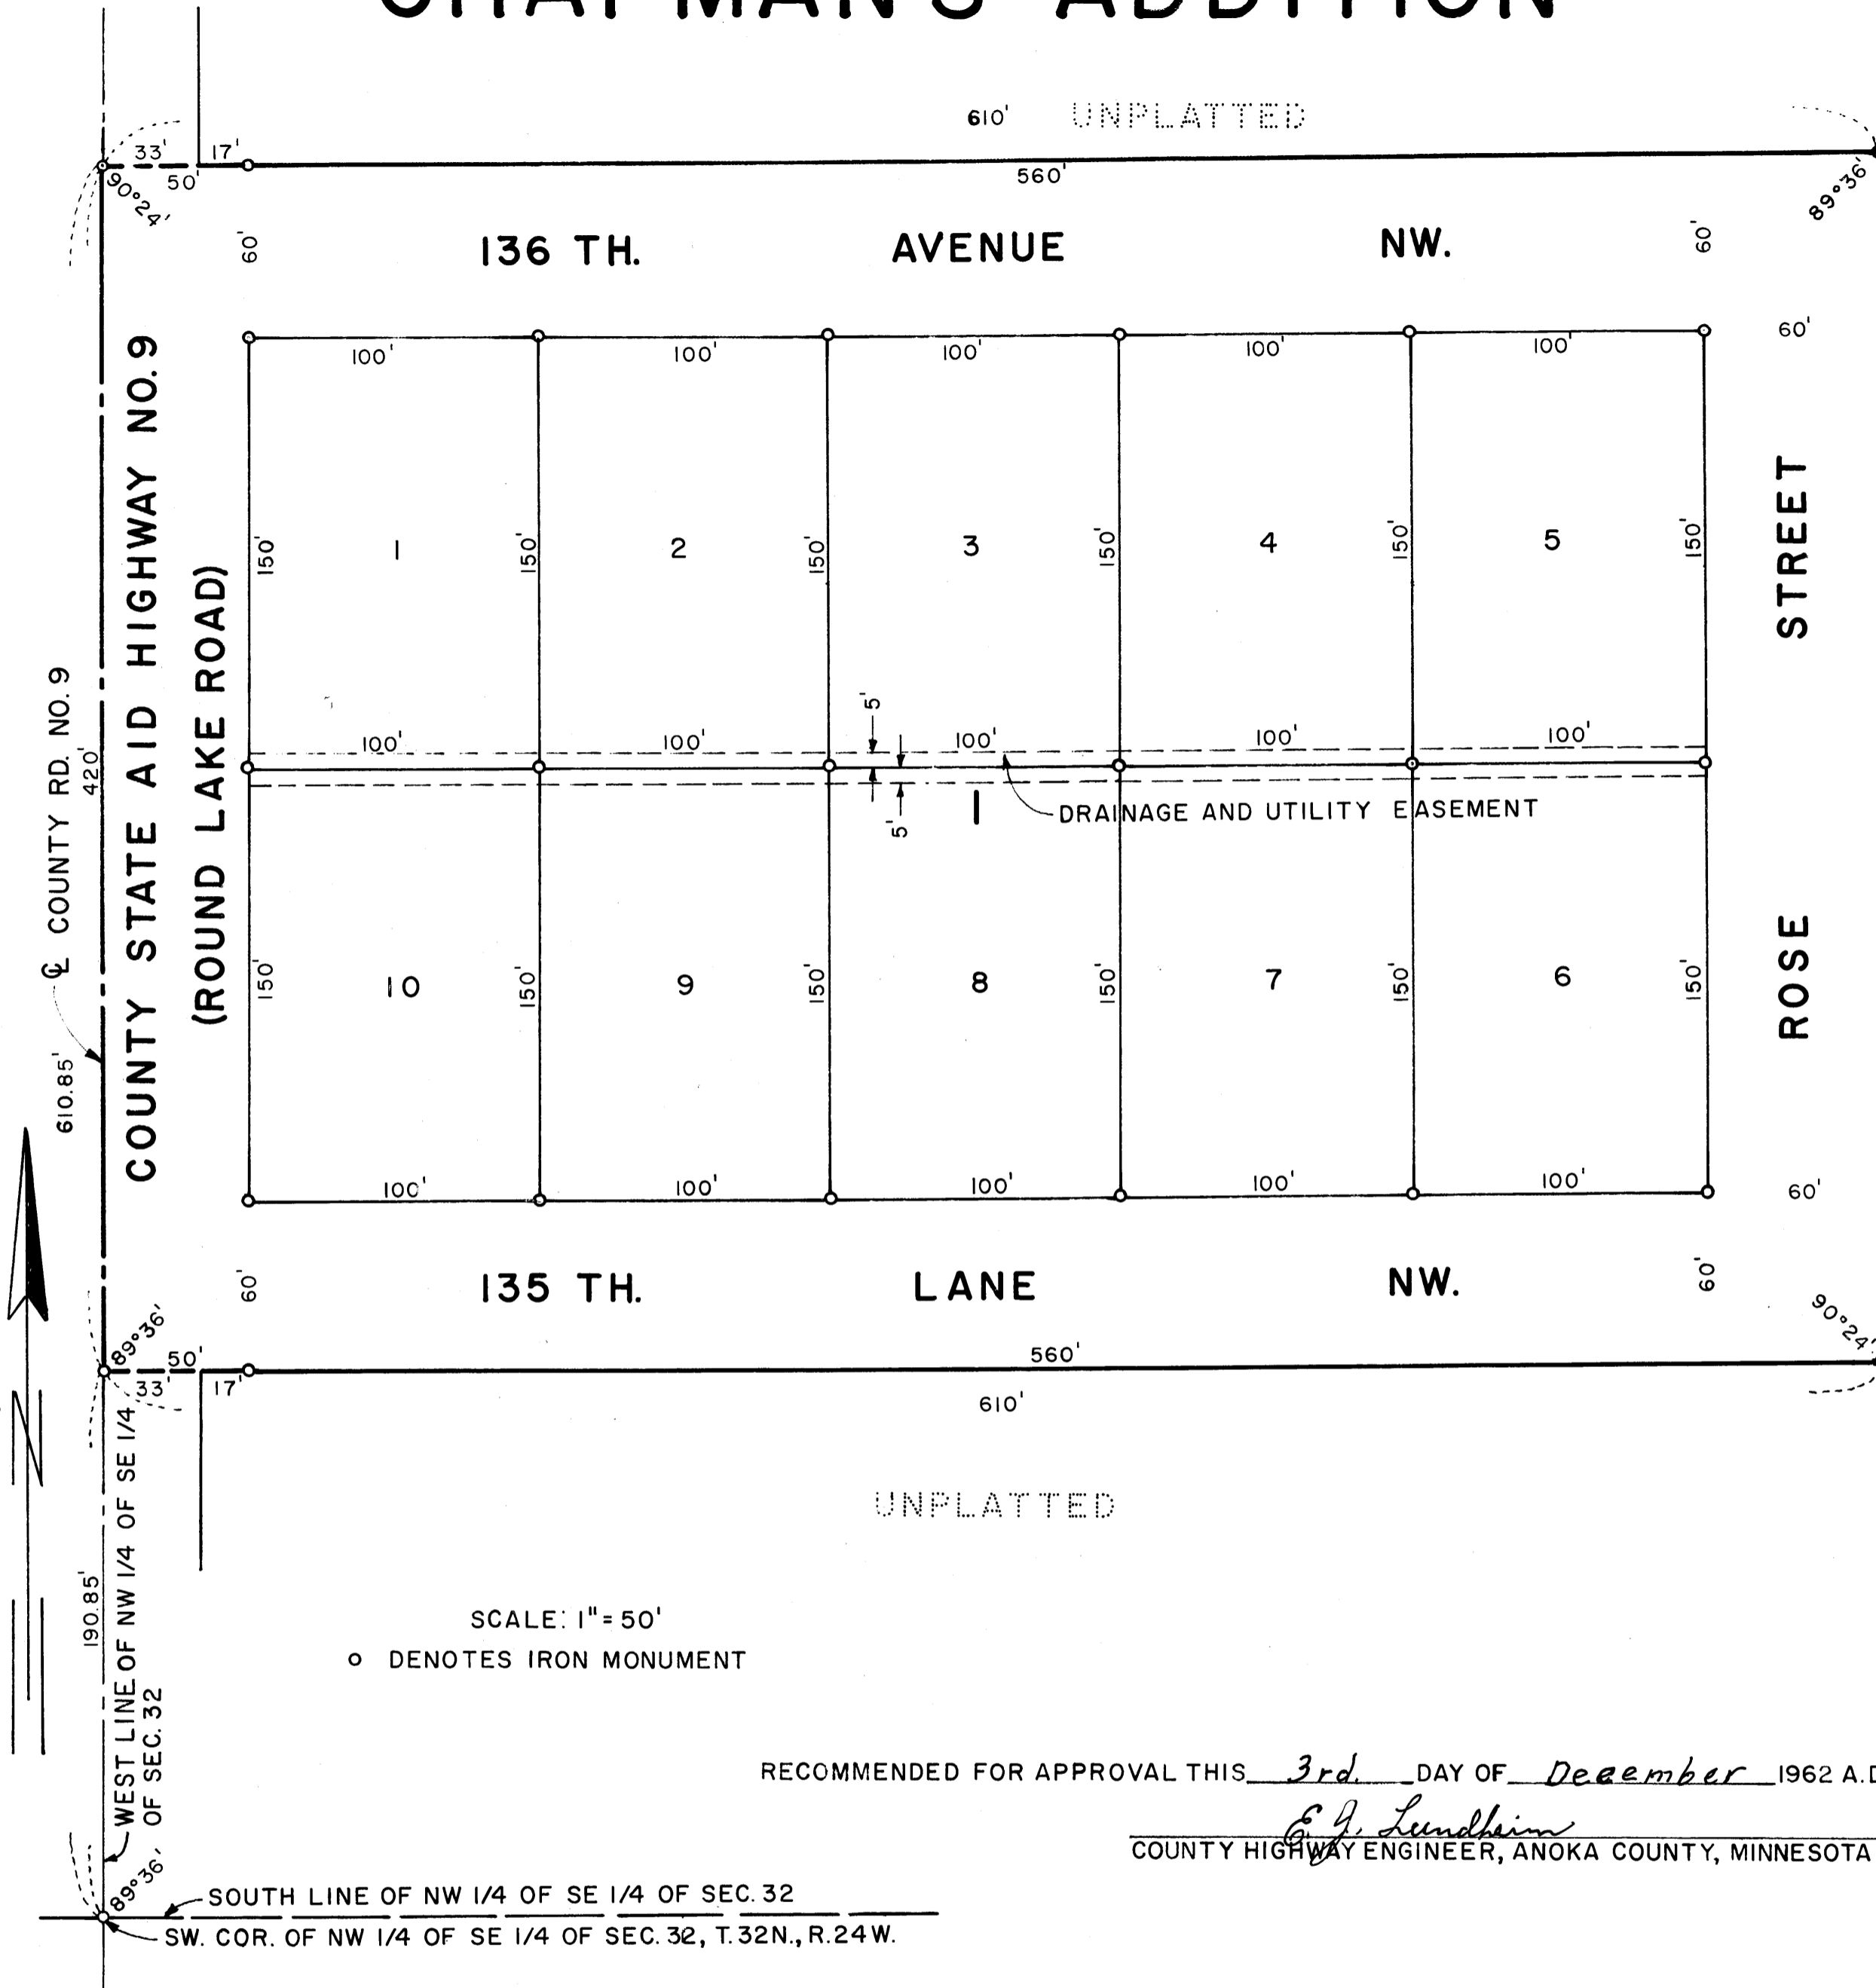 CHAPMAN'S ADDITION
610' UNPLATTED
33' 17'
50'
560'
90°24'
89°36'
60'
136 TH. AVENUE NW.
60'
60'
100' 100' 100' 100' 100'
COUNTY STATE AID HIGHWAY NO. 9
(ROUND LAKE ROAD)
℄ COUNTY RD. NO. 9
420'
610.85'
150' 1 150' 2 150' 3 150' 4 150' 5 150'
STREET
5'
100' 100' 100' 100' 100'
5'
1
DRAINAGE AND UTILITY EASEMENT
150' 10 150' 9 150' 8 150' 7 150' 6 150'
ROSE
100' 100' 100' 100' 100'
60'
60'
135 TH. LANE NW.
60'
89°36'
90°24'
50'
33' 17'
560'
610'
N
UNPLATTED
190.85'
WEST LINE OF NW 1/4 OF SE 1/4
OF SEC. 32
SCALE: 1" = 50'
o DENOTES IRON MONUMENT
RECOMMENDED FOR APPROVAL THIS 3rd. DAY OF December 1962 A.D
E. J. Lundheim
COUNTY HIGHWAY ENGINEER, ANOKA COUNTY, MINNESOTA
89°36'
SOUTH LINE OF NW 1/4 OF SE 1/4 OF SEC. 32
SW. COR. OF NW 1/4 OF SE 1/4 OF SEC. 32, T. 32N., R. 24 W.